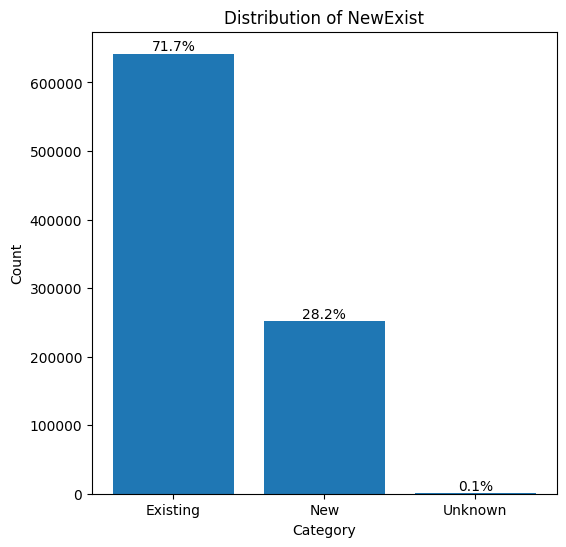 Distribution of NewExist
71.7%
600000
500000
400000
Count
300000
28.2%
200000
100000
0.1%
0
Existing
New
Unknown
Category